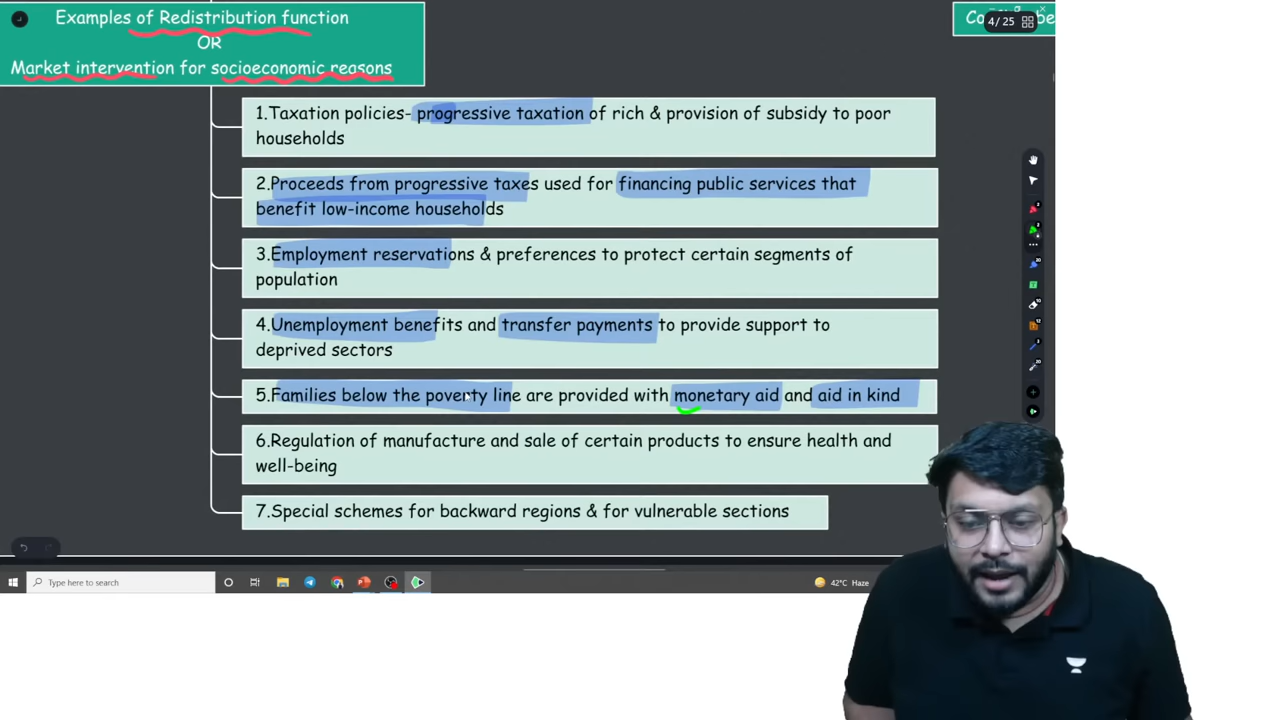 Examples of Redistribution function
OR
Market intervention for socioeconomic reasons
4/25
1.Taxation policies- progressive taxation of rich & provision of subsidy to poor
households
2.Proceeds from progressive taxes used for financing public services that
benefit low-income households
3.Employment reservations & preferences to protect certain segments of
population
4.Unemployment benefits and transfer payments to provide support to
deprived sectors
5.Families below the poverty line are provided with monetary aid and aid in kind
6.Regulation of manufacture and sale of certain products to ensure health and
well-being
7.Special schemes for backward regions & for vulnerable sections
Type here to search
42°C Haze